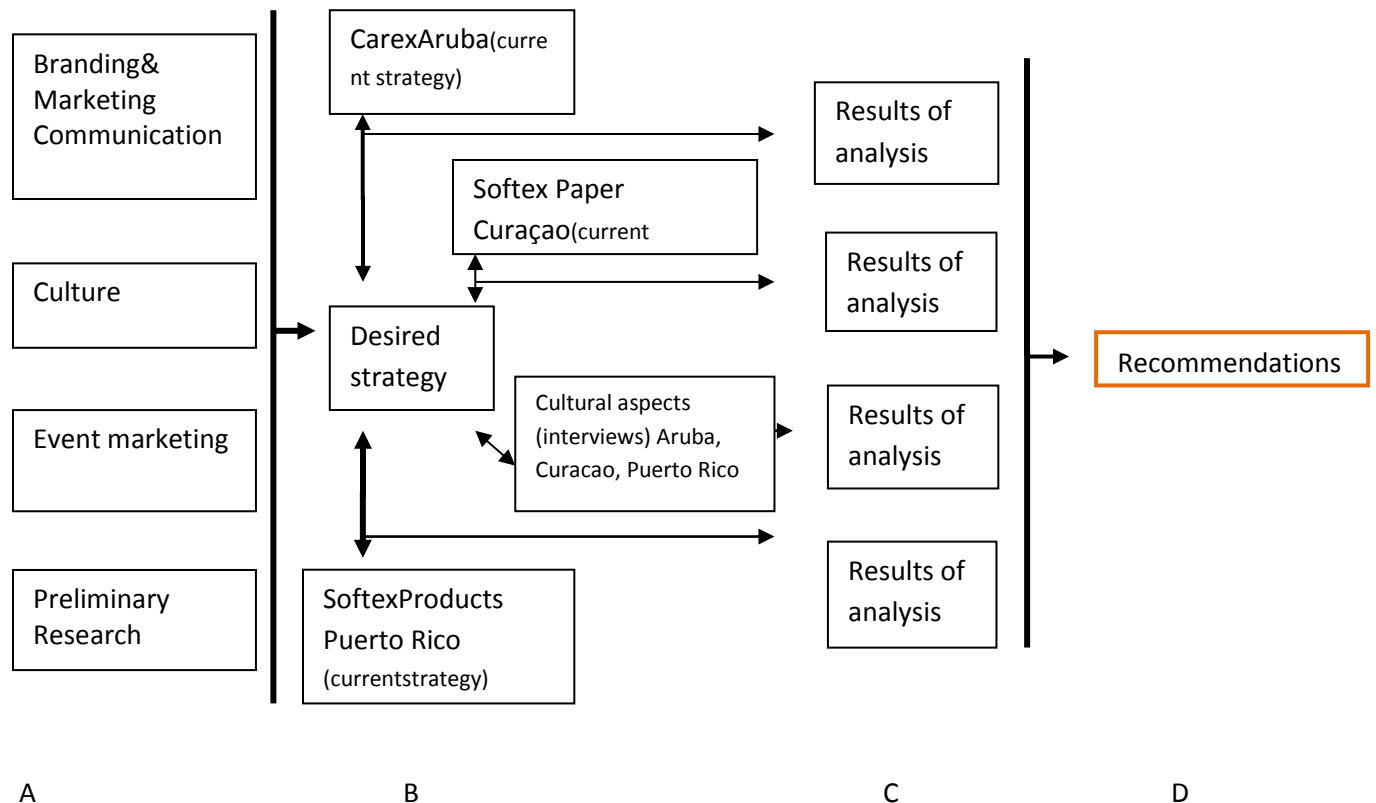 Branding&
Marketing
Communication
Culture
Event marketing
Preliminary
Research
CarexAruba(curre
nt strategy)
Softex Paper
Curaçao(current
Desired
strategy
Cultural aspects
(interviews) Aruba,
Curacao, Puerto Rico
SoftexProducts
Puerto Rico
(currentstrategy)
Results of
analysis
Results of
analysis
Results of
analysis
Results of
analysis
Recommendations
A
B
C
D